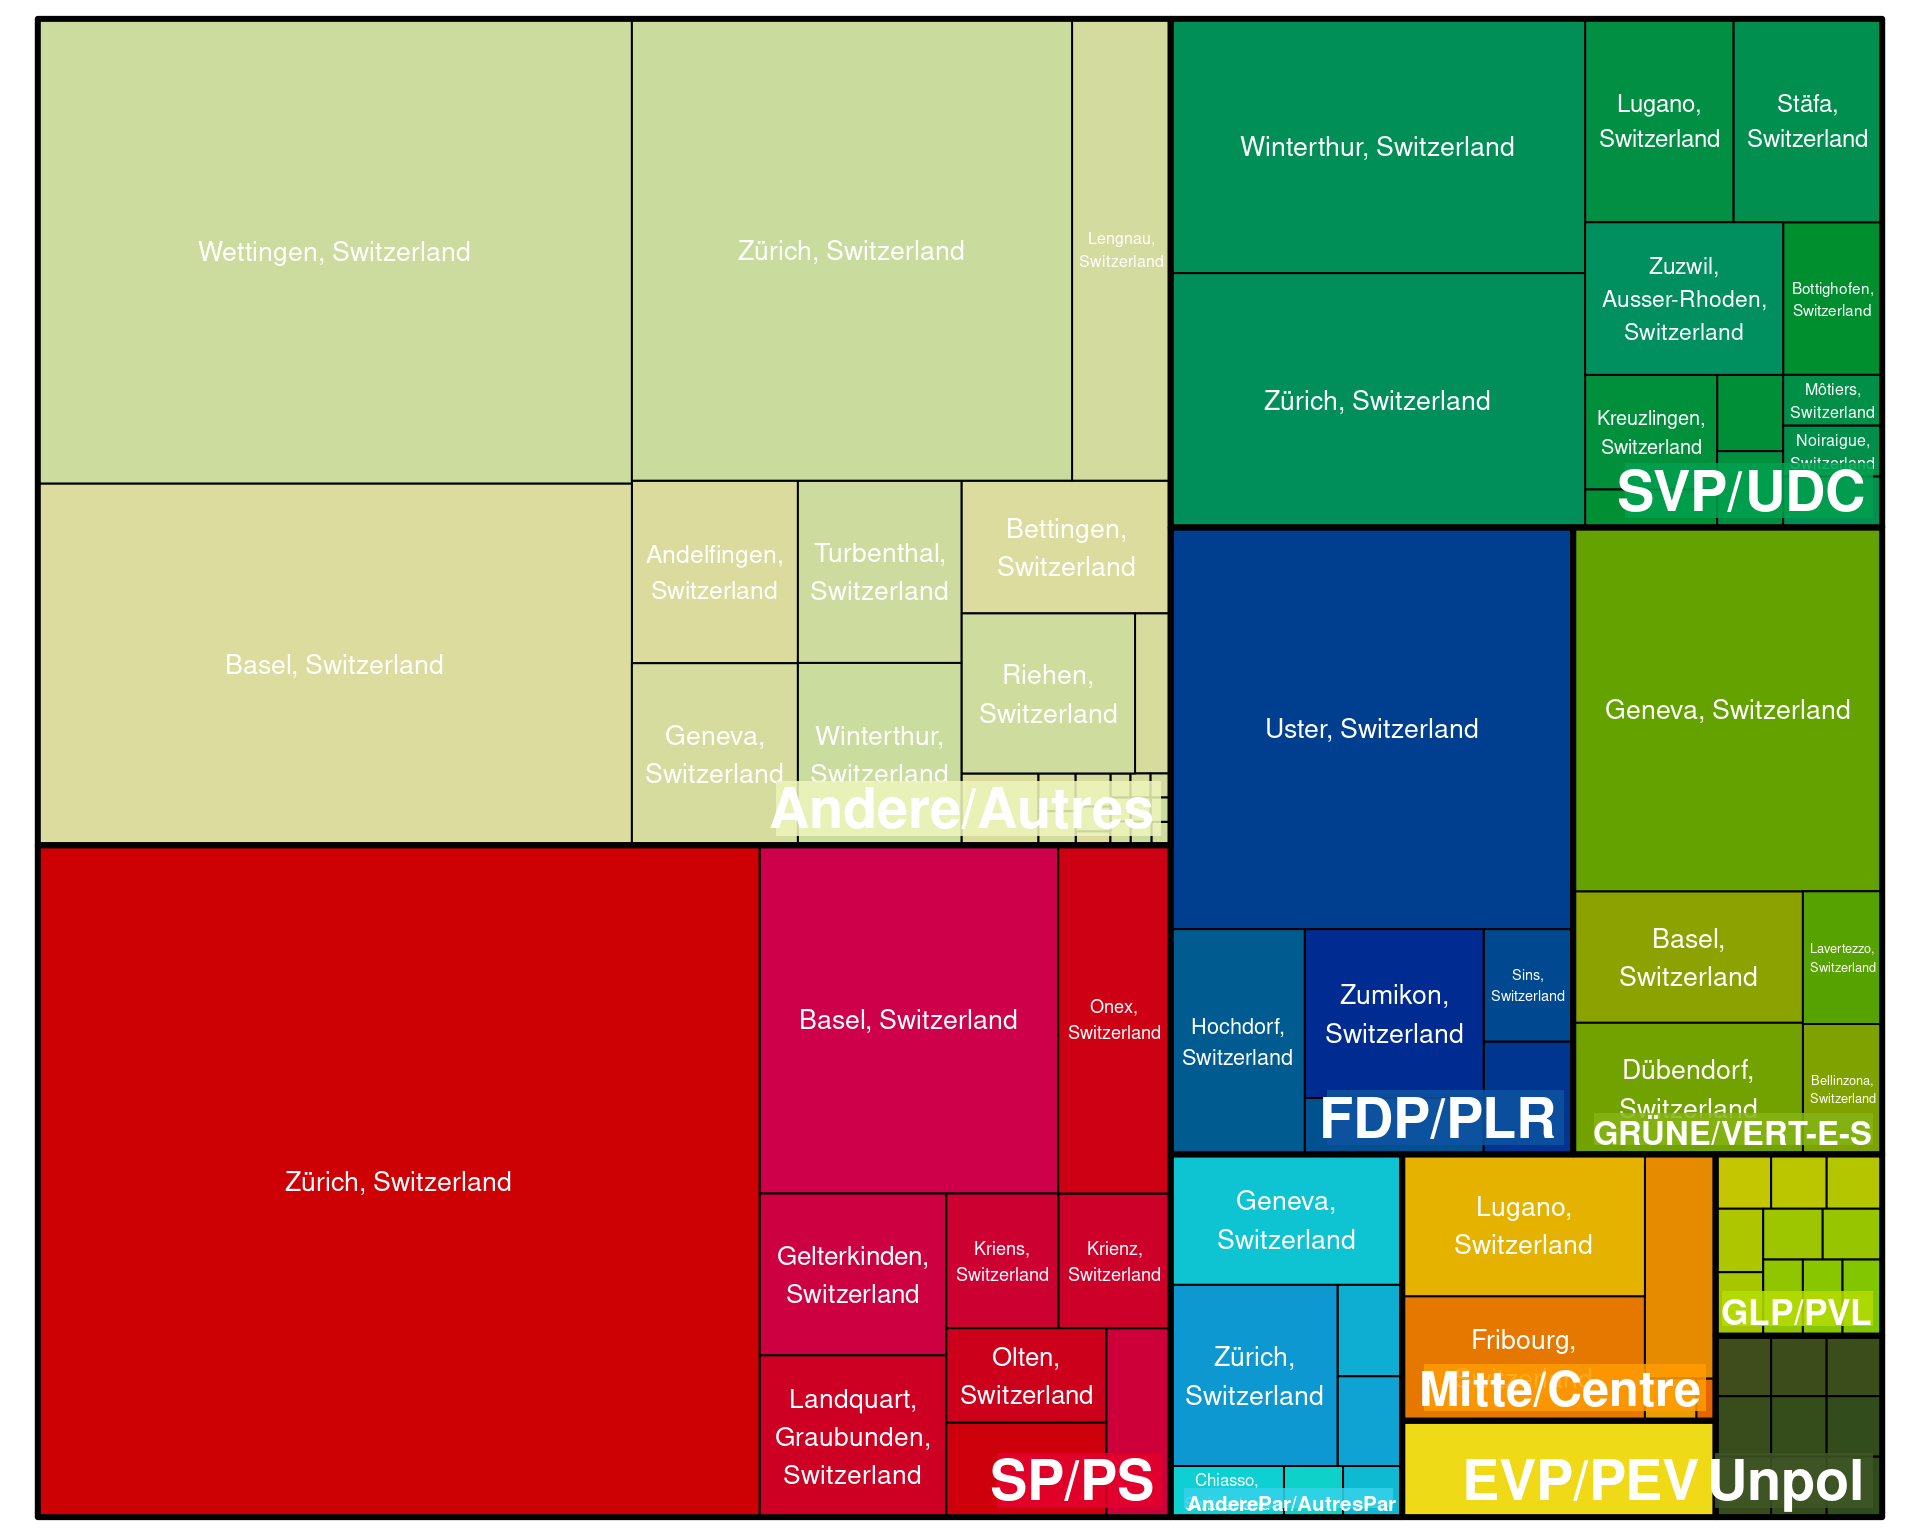 Wettingen, Switzerland
Zürich, Switzerland
Lengnau,
Switzerland
Basel, Switzerland
Andelfingen,
Switzerland
Turbenthal,
Switzerland
Bettingen,
Switzerland
Riehen,
Switzerland
Geneva,
Switzerland
Winterthur,
Switzerland
Andere/Autres
Zürich, Switzerland
Basel, Switzerland
Onex,
Switzerland
Gelterkinden,
Switzerland
Kriens,
Switzerland
Krienz,
Switzerland
Landquart,
Graubunden,
Switzerland
Olten,
Switzerland
SP/PS
Winterthur, Switzerland
Zürich, Switzerland
Lugano,
Switzerland
Stäfa,
Switzerland
Zuzwil,
Ausser-Rhoden,
Switzerland
Bottighofen,
Switzerland
Kreuzlingen,
Switzerland
Môtiers,
Switzerland
Noiraigue,
Switzerland
SVP/UDC
Uster, Switzerland
Hochdorf,
Switzerland
Zumikon,
Switzerland
Sins,
Switzerland
FDP/PLR
Geneva, Switzerland
Basel,
Switzerland
Lavertezzo,
Switzerland
Dübendorf,
Switzerland
Bellinzona,
Switzerland
GRÜNE/VERT-E-S
Geneva,
Switzerland
Zürich,
Switzerland
Chiasso,
AnderePar/AutresPar
Lugano,
Switzerland
Fribourg,
Mitte/Centre
EVP/PEV
GLP/PVL
Unpol